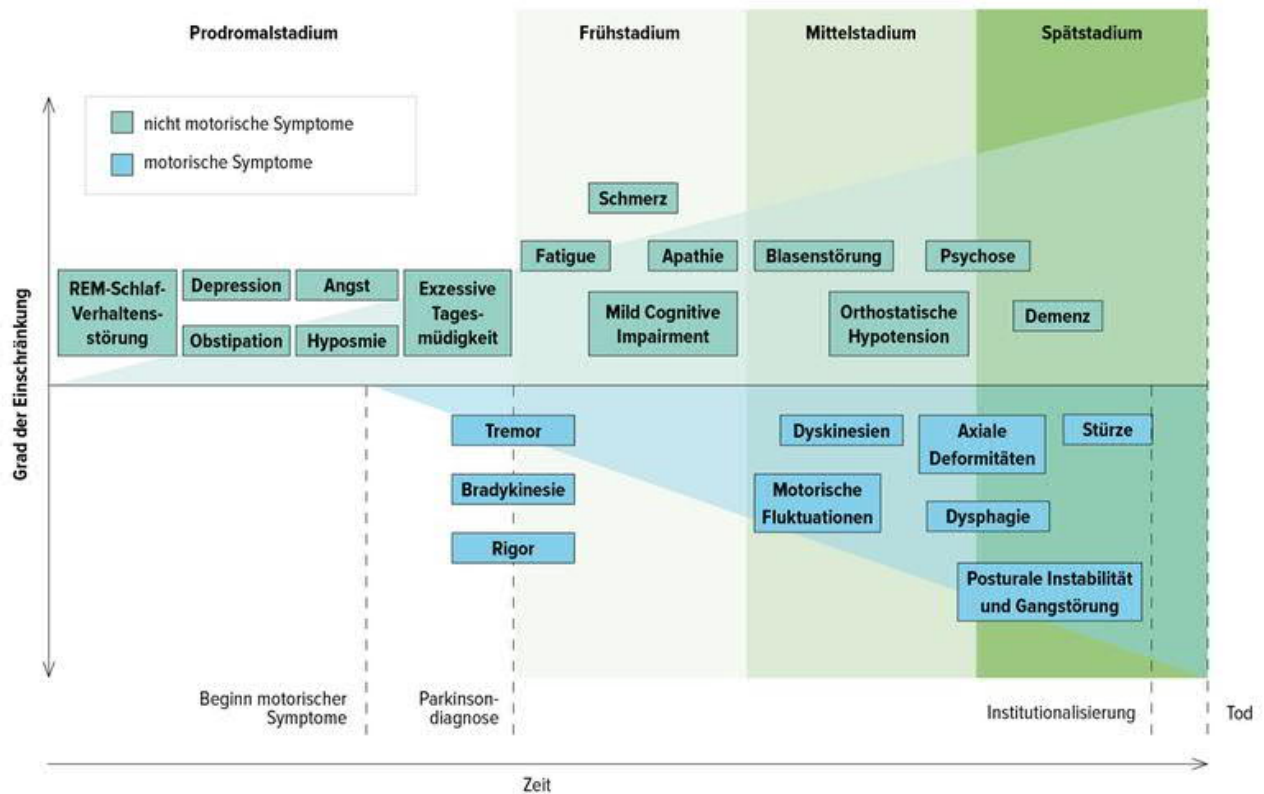 Prodromalstadium
Frühstadium
Mittelstadium
Spätstadium
nicht motorische Symptome
motorische Symptome
Grad der Einschränkung
Schmerz
Fatigue
Apathie
Blasenstörung
Psychose
REM-Schlaf-
Verhaltens-
störung
Depression
Angst
Exzessive
Tages-
müdigkeit
Obstipation
Hyposmie
Mild Cognitive
Impairment
Orthostatische
Hypotension
Demenz
Tremor
Dyskinesien
Axiale
Deformitäten
Stürze
Bradykinesie
Motorische
Fluktuationen
Dysphagie
Rigor
Posturale Instabilität
und Gangstörung
Beginn motorischer
Symptome
Parkinson-
diagnose
Institutionalisierung
Tod
Zeit